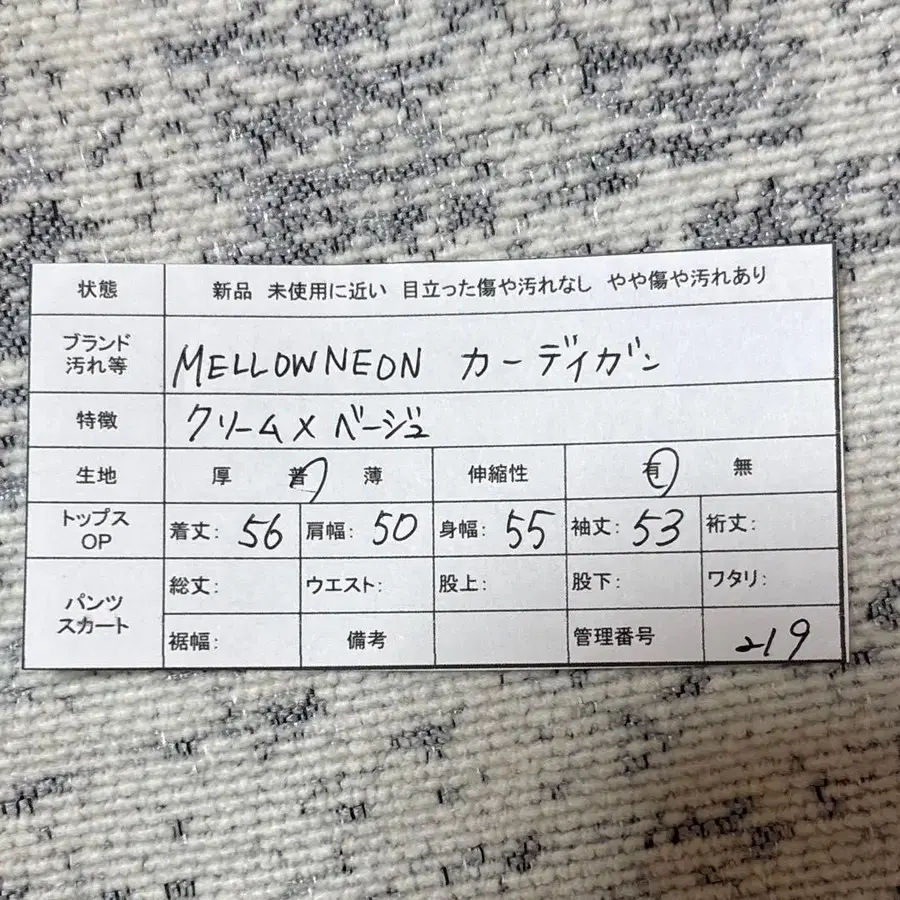 状態 新品 未使用に近い 目立った傷や汚れなし やや傷や汚れあり
ブランド
汚れ等 MELLOWNEON カーディガン
特徴 クリーム×ベージュ
生地 厚 普 薄 伸縮性 有 無
トップス
OP 着丈: 56 肩幅: 50 身幅: 55 袖丈: 53 裄丈:
パンツ
スカート 総丈: ウエスト: 股上: 股下: ワタリ:
裾幅: 備考 管理番号 219